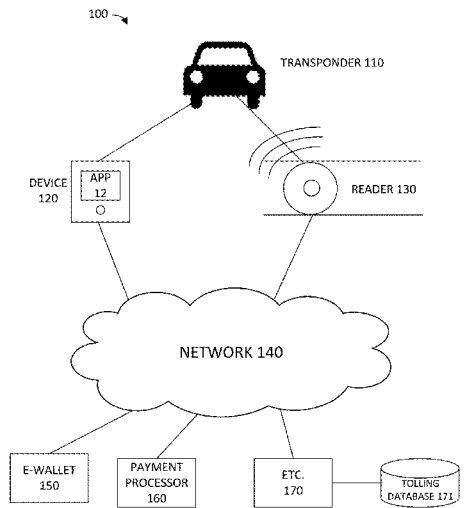 100
TRANSPONDER 110
DEVICE
120
APP
12
READER 130
NETWORK 140
E-WALLET
150
PAYMENT
PROCESSOR
160
ETC.
170
TOLLING
DATABASE 171